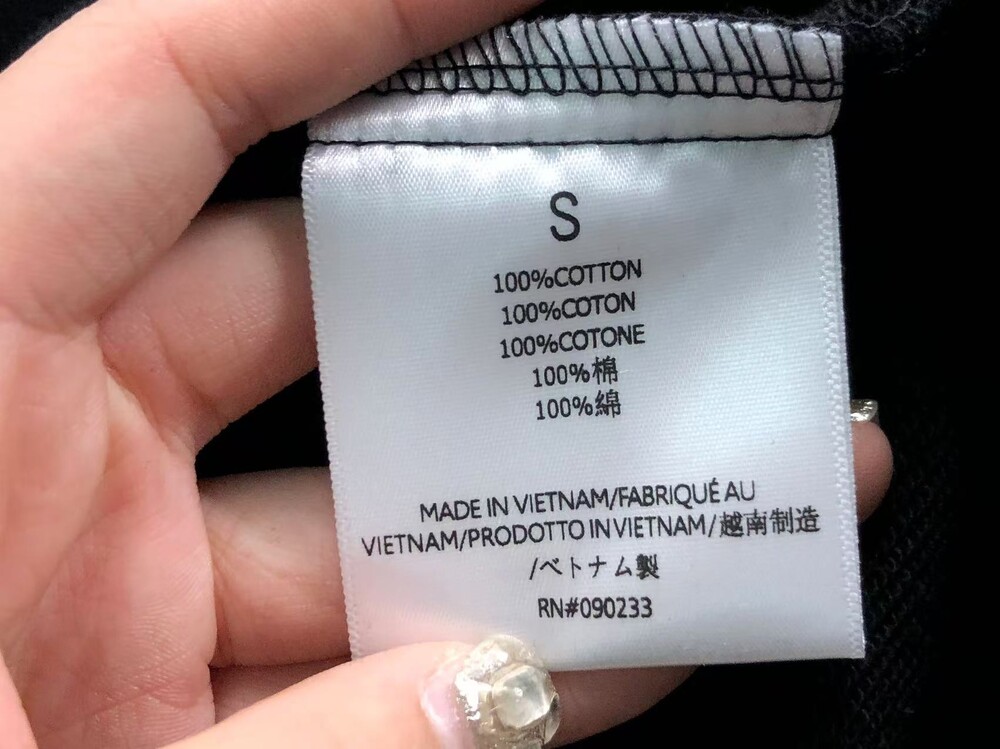 S
100%COTTON
100%COTON
100%COTONE
100%棉
100%綿
MADE IN VIETNAM/FABRIQUÉ AU
VIETNAM/PRODOTTO IN VIETNAM/越南制造
/ベトナム製
RN#090233